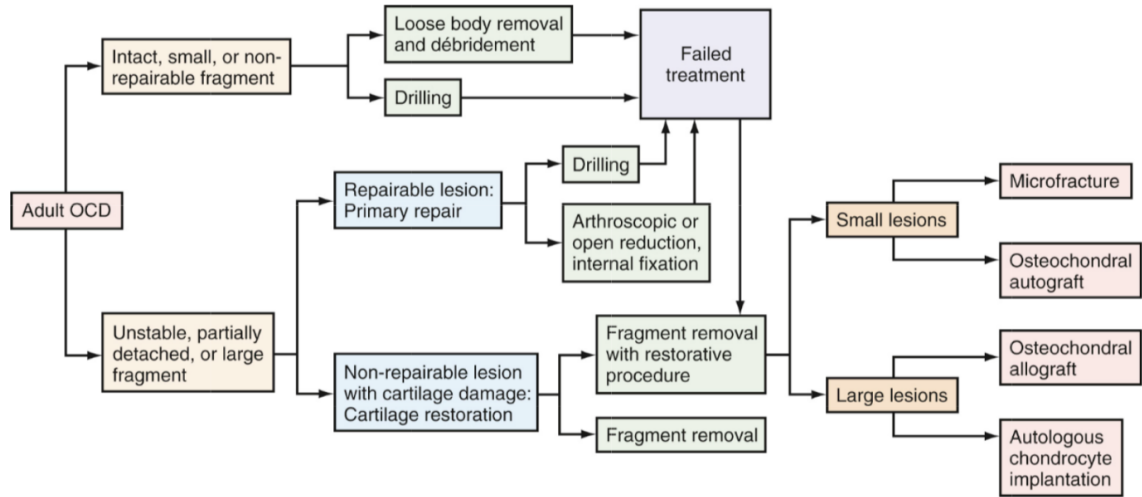 Adult OCD
Intact, small, or non-
repairable fragment
Loose body removal
and débridement
Drilling
Failed
treatment
Unstable, partially
detached, or large
fragment
Repairable lesion:
Primary repair
Drilling
Arthroscopic or
open reduction,
internal fixation
Non-repairable lesion
with cartilage damage:
Cartilage restoration
Fragment removal
with restorative
procedure
Fragment removal
Small lesions
Microfracture
Osteochondral
autograft
Large lesions
Osteochondral
allograft
Autologous
chondrocyte
implantation